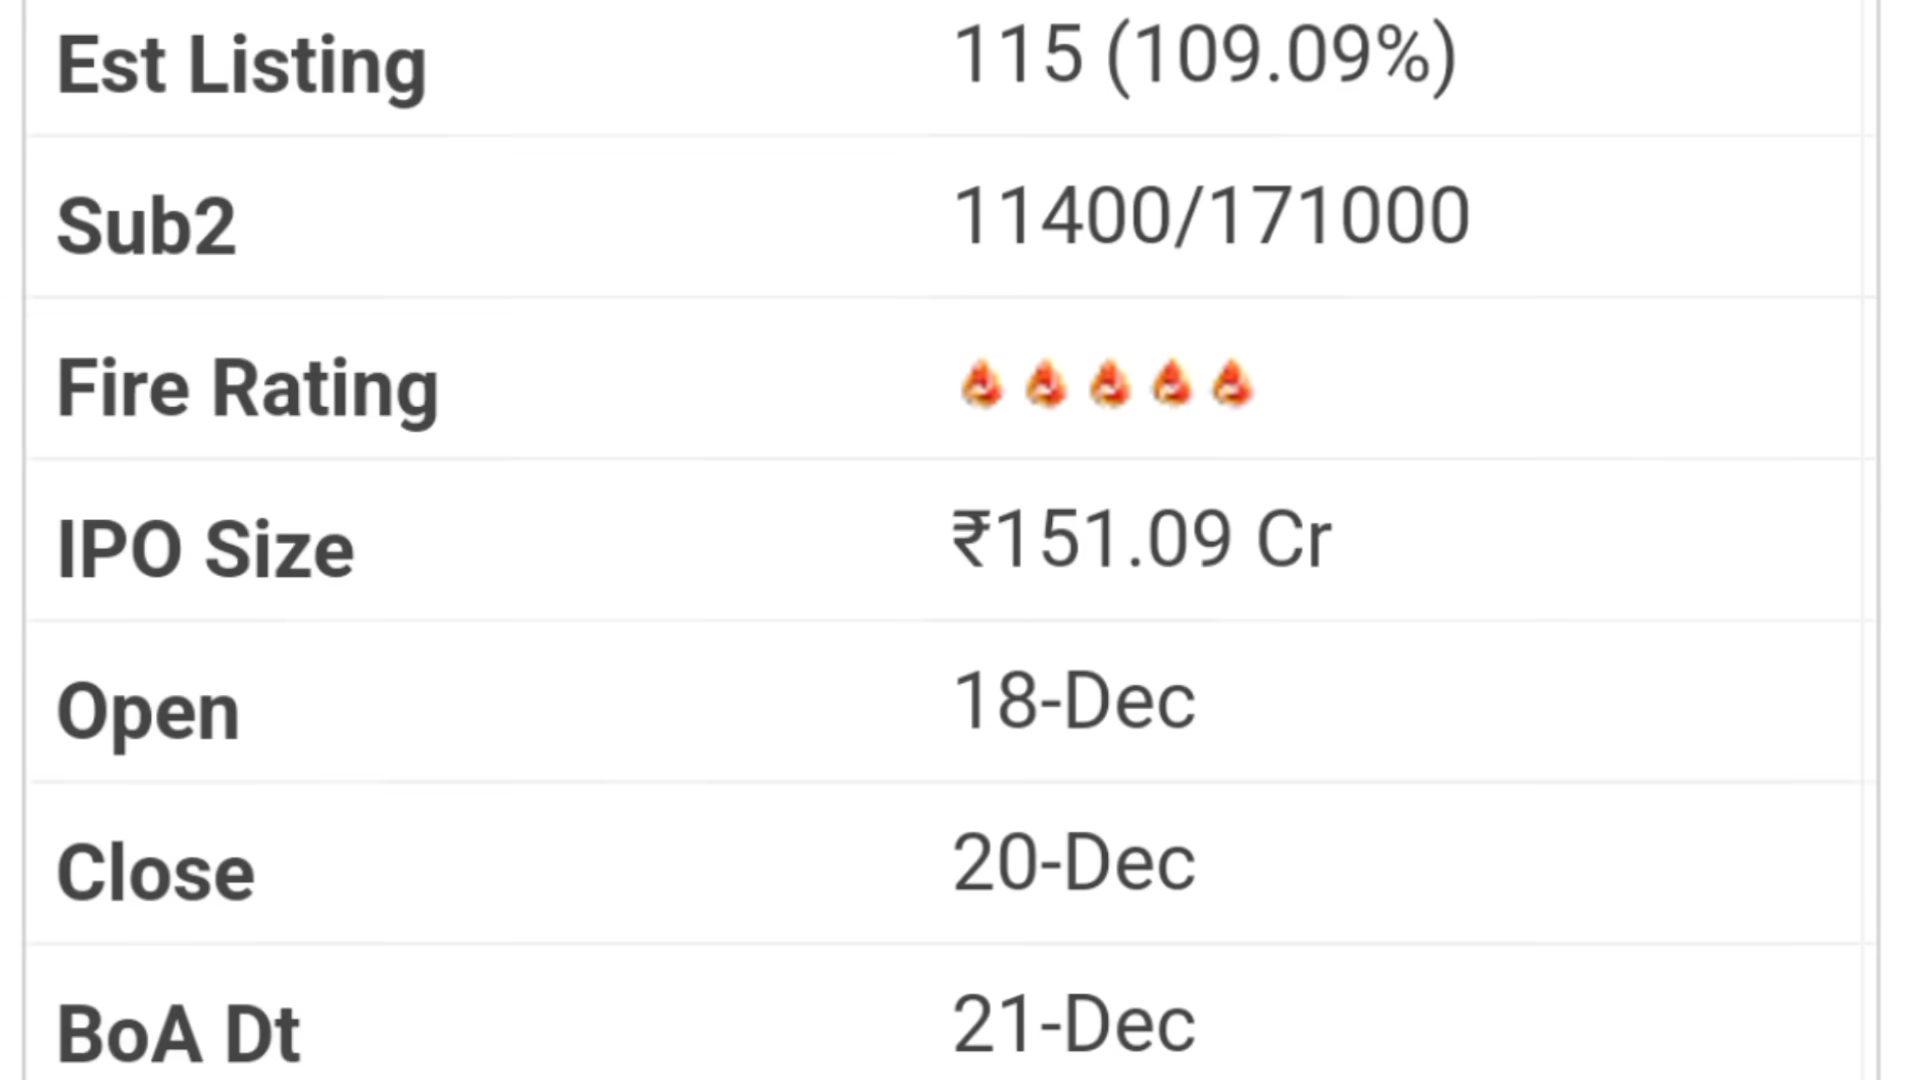 Est Listing 115 (109.09%)
Sub2 11400/171000
Fire Rating 🔥🔥🔥🔥🔥
IPO Size ₹151.09 Cr
Open 18-Dec
Close 20-Dec
BoA Dt 21-Dec